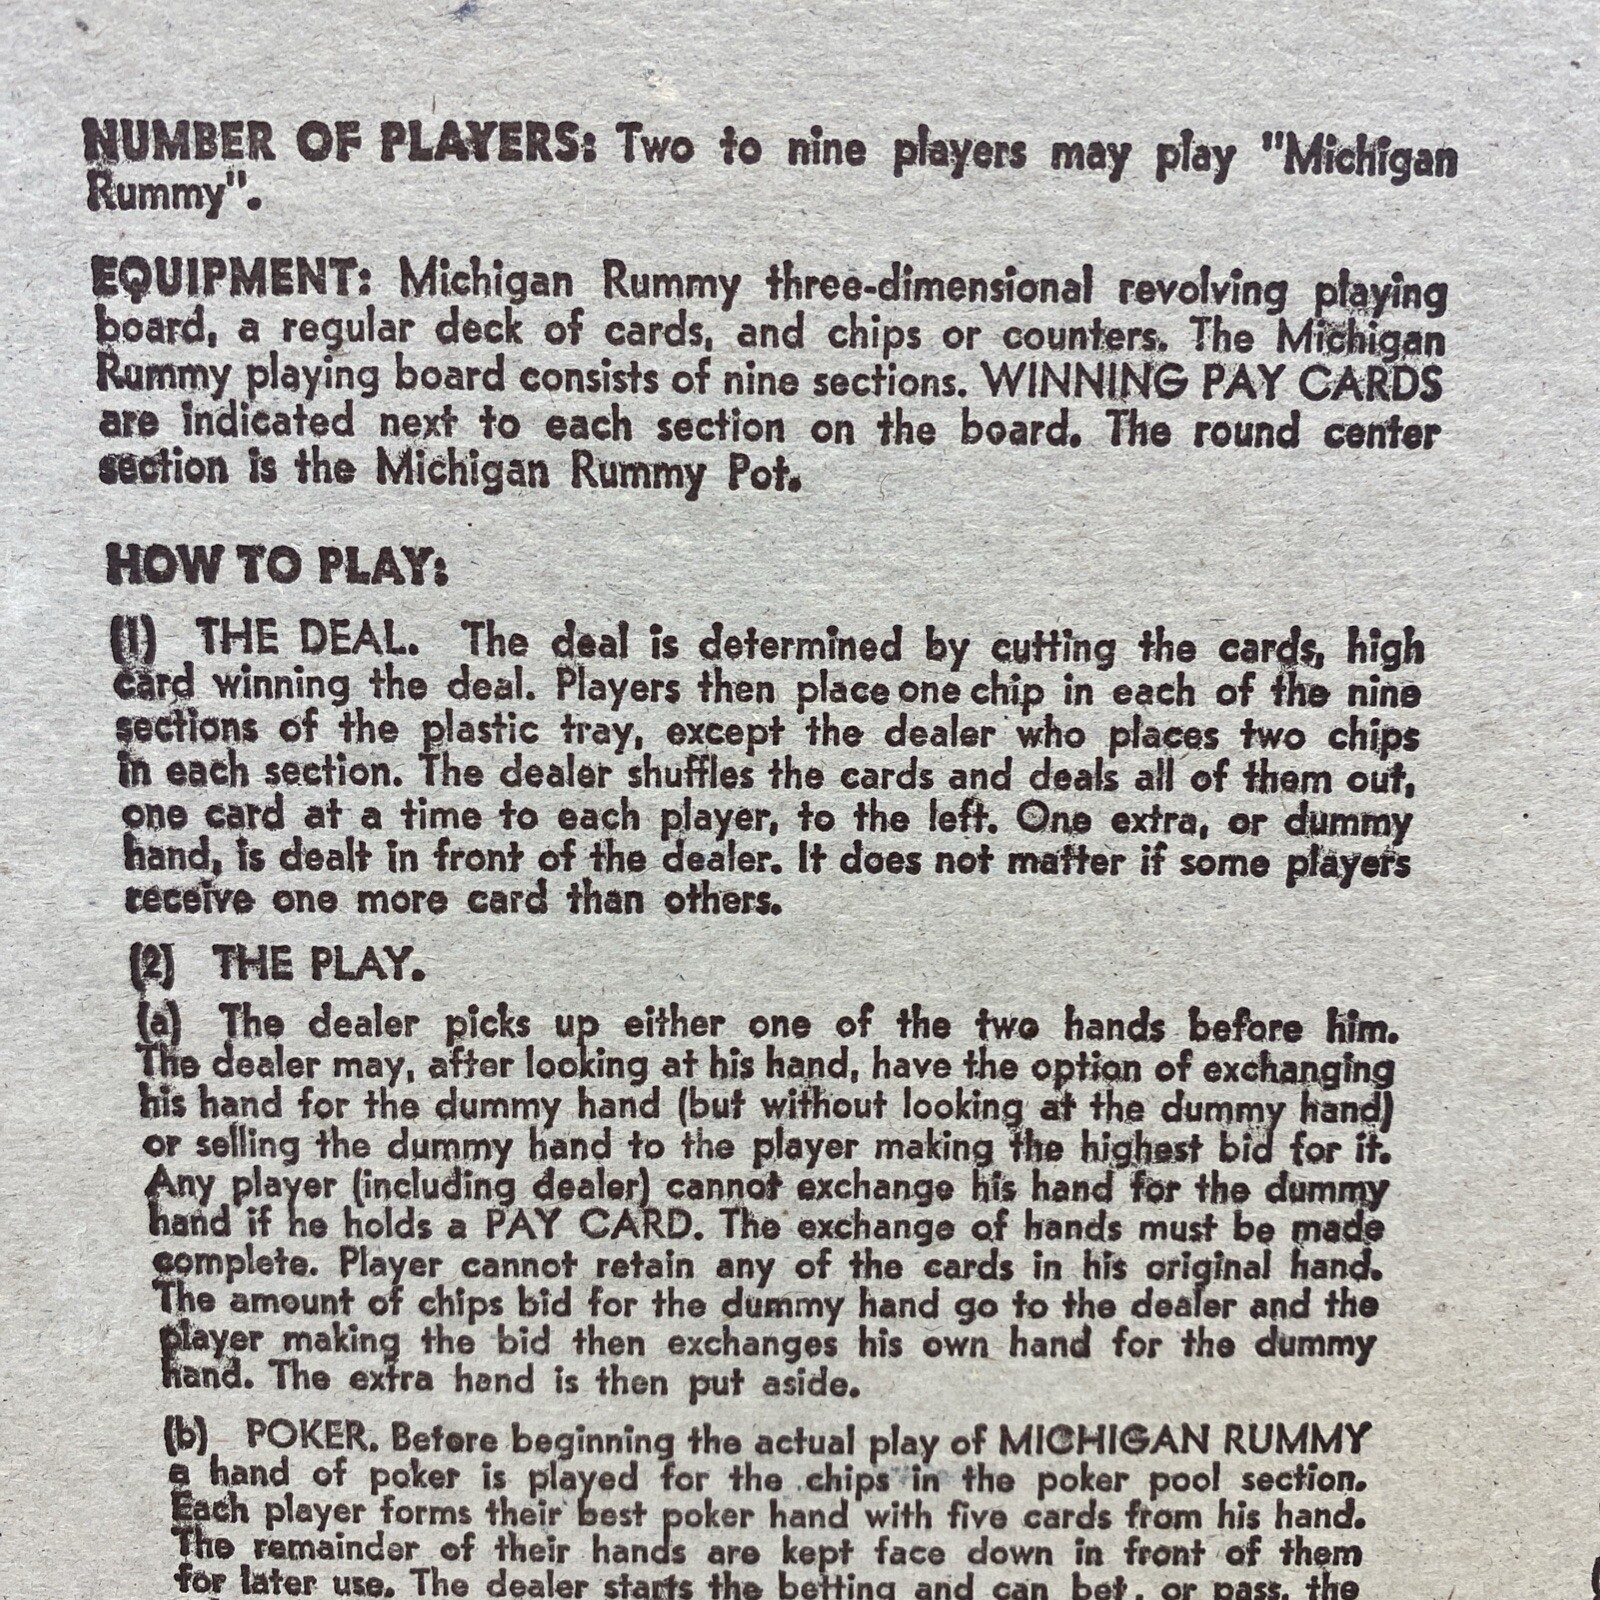 NUMBER OF PLAYERS: Two to nine players may play "Michigan
Rummy".
EQUIPMENT: Michigan Rummy three-dimensional revolving playing
board, a regular deck of cards, and chips or counters. The Michigan
Rummy playing board consists of nine sections. WINNING PAY CARDS
are indicated next to each section on the board. The round center
section is the Michigan Rummy Pot.
HOW TO PLAY:
(1) THE DEAL. The deal is determined by cutting the cards, high
card winning the deal. Players then place one chip in each of the nine
sections of the plastic tray, except the dealer who places two chips
in each section. The dealer shuffles the cards and deals all of them out,
one card at a time to each player, to the left. One extra, or dummy
hand, is dealt in front of the dealer. It does not matter if some players
receive one more card than others.
(2) THE PLAY.
(a) The dealer picks up either one of the two hands before him.
The dealer may, after looking at his hand, have the option of exchanging
his hand for the dummy hand (but without looking at the dummy hand)
or selling the dummy hand to the player making the highest bid for it.
Any player (including dealer) cannot exchange his hand for the dummy
hand if he holds a PAY CARD. The exchange of hands must be made
complete. Player cannot retain any of the cards in his original hand.
The amount of chips bid for the dummy hand go to the dealer and the
player making the bid then exchanges his own hand for the dummy
hand. The extra hand is then put aside.
(b) POKER. Before beginning the actual play of MICHIGAN RUMMY
a hand of poker is played for the chips in the poker pool section.
Each player forms their best poker hand with five cards from his hand.
The remainder of their hands are kept face down in front of them
for later use. The dealer starts the betting and can bet, or pass, the